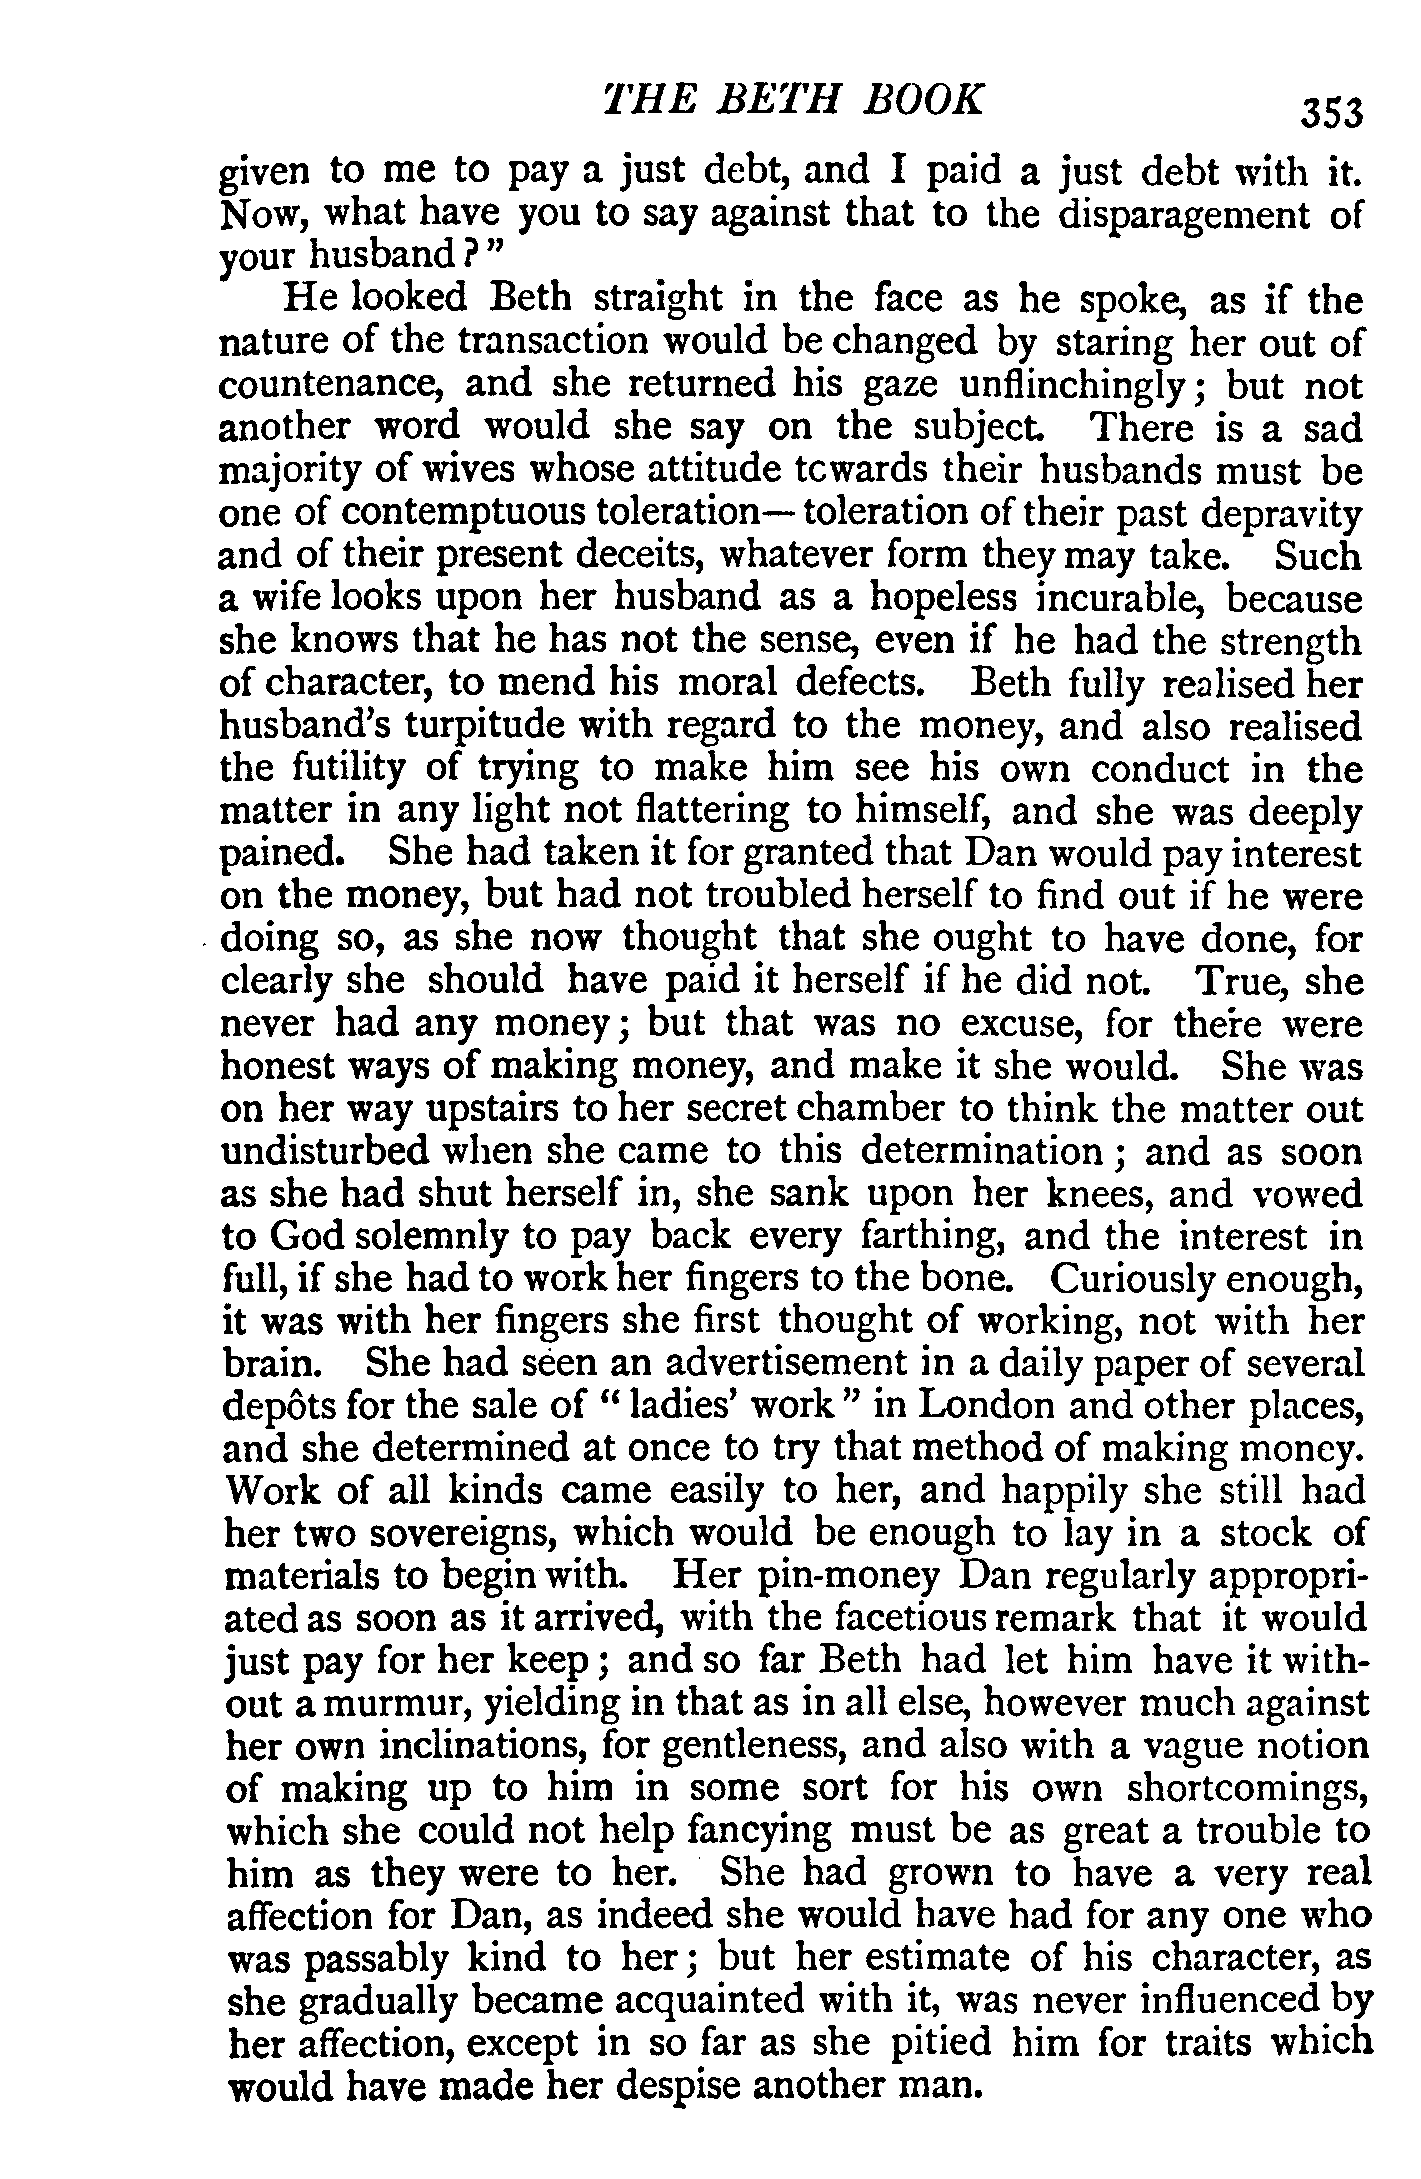 THE BETH BOOK 353
given to me to pay a just debt, and I paid a just debt with it.
Now, what have you to say against that to the disparagement of
your husband?"
He looked Beth straight in the face as he spoke, as if the
nature of the transaction would be changed by staring her out of
countenance, and she returned his gaze unflinchingly; but not
another word would she say on the subject. There is a sad
majority of wives whose attitude towards their husbands must be
one of contemptuous toleration—toleration of their past depravity
and of their present deceits, whatever form they may take. Such
a wife looks upon her husband as a hopeless incurable, because
she knows that he has not the sense, even if he had the strength
of character, to mend his moral defects. Beth fully realised her
husband's turpitude with regard to the money, and also realised
the futility of trying to make him see his own conduct in the
matter in any light not flattering to himself, and she was deeply
pained. She had taken it for granted that Dan would pay interest
on the money, but had not troubled herself to find out if he were
doing so, as she now thought that she ought to have done, for
clearly she should have paid it herself if he did not. True, she
never had any money; but that was no excuse, for there were
honest ways of making money, and make it she would. She was
on her way upstairs to her secret chamber to think the matter out
undisturbed when she came to this determination; and as soon
as she had shut herself in, she sank upon her knees, and vowed
to God solemnly to pay back every farthing, and the interest in
full, if she had to work her fingers to the bone. Curiously enough,
it was with her fingers she first thought of working, not with her
brain. She had seen an advertisement in a daily paper of several
depôts for the sale of "ladies' work" in London and other places,
and she determined at once to try that method of making money.
Work of all kinds came easily to her, and happily she still had
her two sovereigns, which would be enough to lay in a stock of
materials to begin with. Her pin-money Dan regularly appropri-
ated as soon as it arrived, with the facetious remark that it would
just pay for her keep; and so far Beth had let him have it with-
out a murmur, yielding in that as in all else, however much against
her own inclinations, for gentleness, and also with a vague notion
of making up to him in some sort for his own shortcomings,
which she could not help fancying must be as great a trouble to
him as they were to her. She had grown to have a very real
affection for Dan, as indeed she would have had for any one who
was passably kind to her; but her estimate of his character, as
she gradually became acquainted with it, was never influenced by
her affection, except in so far as she pitied him for traits which
would have made her despise another man.